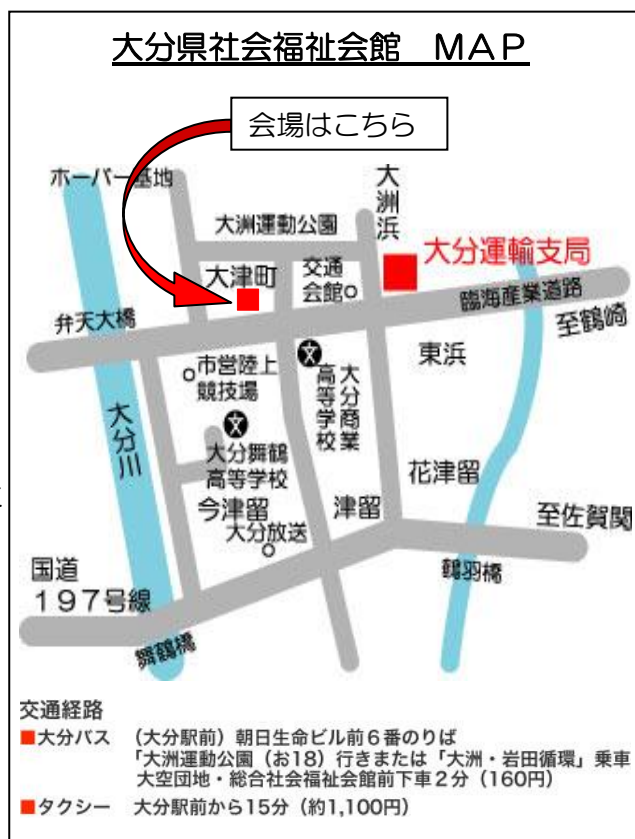 大分県社会福祉会館　ＭＡＰ
会場はこちら
ホーバー基地
大洲浜
大洲運動公園
大分運輸支局
大津町
交通
会館
臨海産業道路
弁天大橋
至鶴崎
東浜
市営陸上
競技場
大分商業
高等学校
大分川
大分舞鶴
高等学校
花津留
今津留
津留
至佐賀関
大分放送
国道
１９７号線
鶴羽橋
舞鶴橋
交通経路
■大分バス　（大分駅前）朝日生命ビル前６番のりば
「大洲運動公園（お18）行きまたは「大洲・岩田循環」乗車
大空団地・総合社会福祉会館前下車２分（160円）
■タクシー　大分駅前から15分（約1,100円）